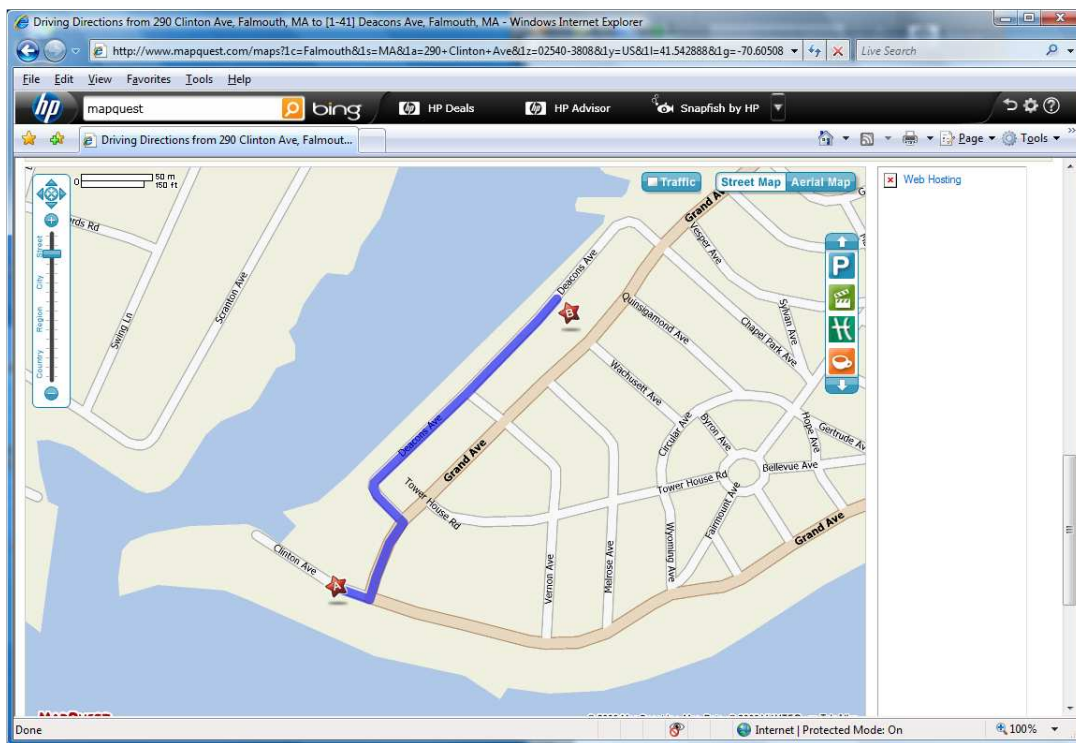 Driving Directions from 290 Clinton Ave, Falmouth, MA to [1-41] Deacons Ave, Falmouth, MA - Windows Internet Explorer
http://www.mapquest.com/maps?1c=Falmouth&1s=MA&1a=290+Clinton+Ave&1z=02540-3808&1y=US&1l=41.542888&1g=-70.60508
Live Search
File Edit View Favorites Tools Help
hp mapquest bing HP Deals HP Advisor Snapfish by HP
Driving Directions from 290 Clinton Ave, Falmout...
Page Tools
0 50 m
150 ft
Traffic
Street Map
Aerial Map
Web Hosting
Street
City
Region
Country
rds Rd
Swing Ln
Scranton Ave
Grand Av
Vesper Ave
Deacons Ave
B
P
Quinsigamond Ave
Sylvan Ave
Chapel Park Ave
Wachusett Ave
Circular Ave
Byron Ave
Hope Ave
Gertrude Av
Deacons Ave
Grand Ave
Tower House Rd
Bellevue Ave
Tower House Rd
Fairmount Ave
Wyoming Ave
Grand Ave
Clinton Ave
A
Vernon Ave
Melrose Ave
MAPQUEST
Done
Internet | Protected Mode: On
100%